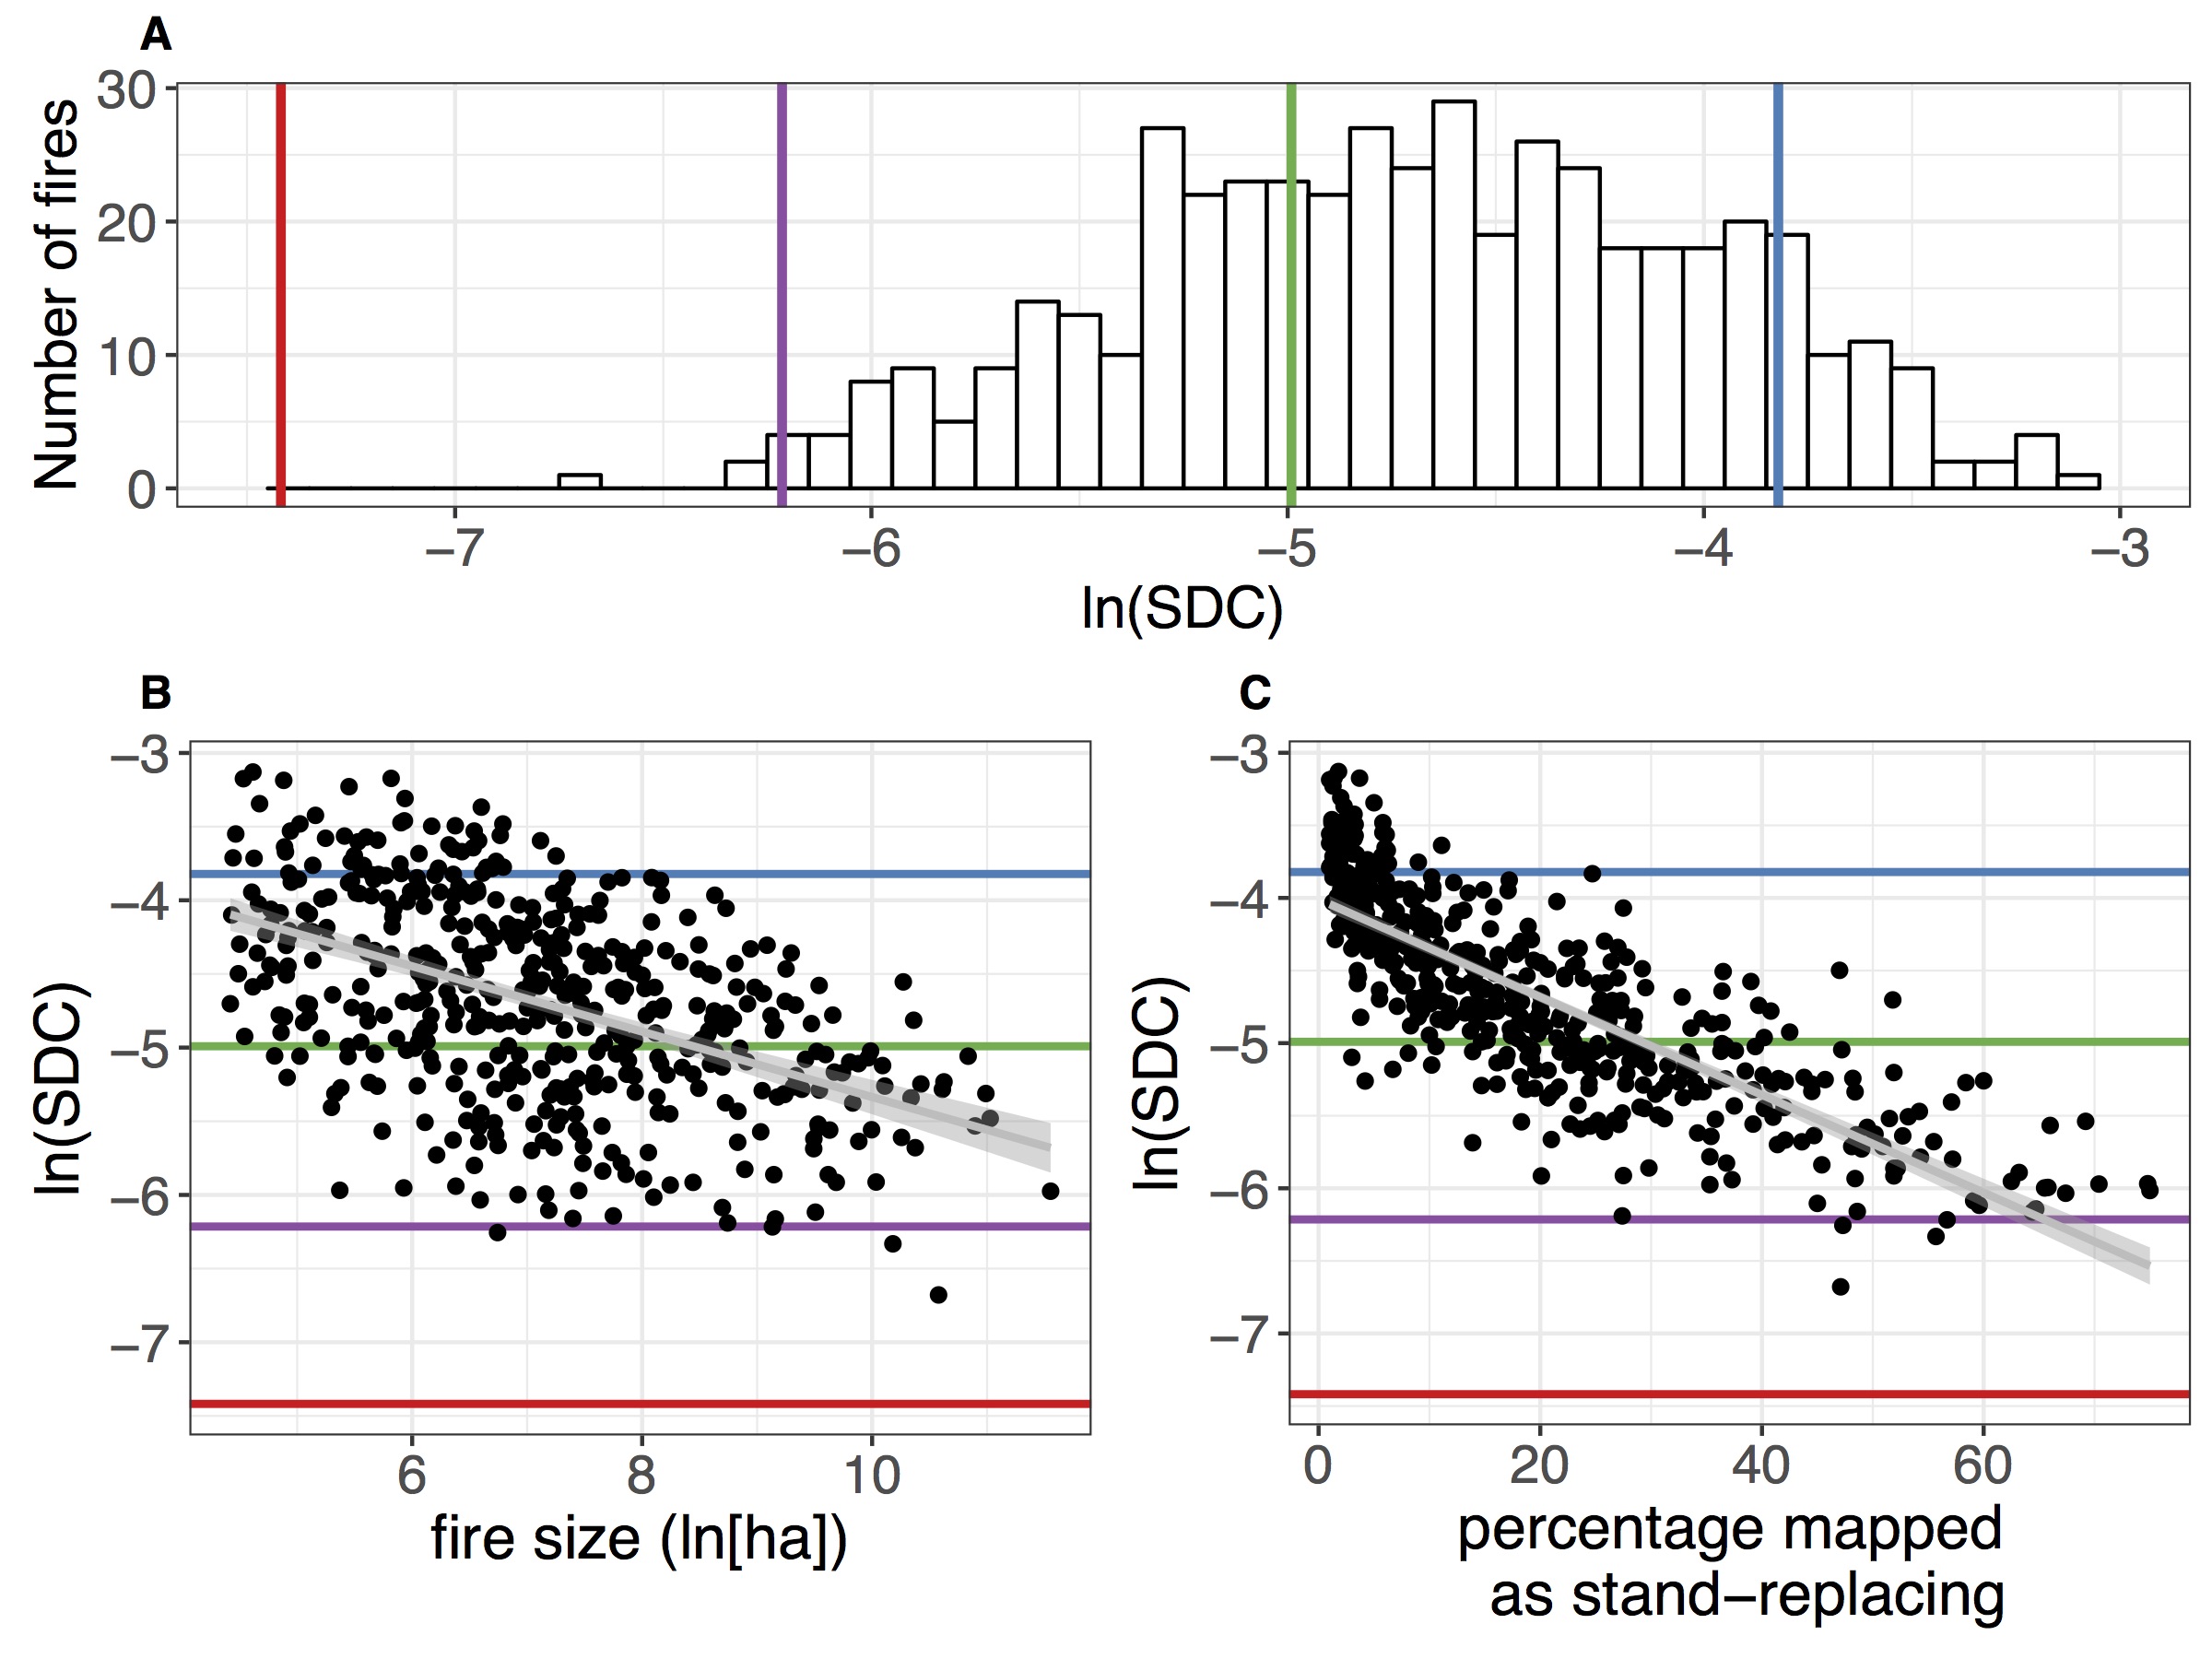 A
Number of fires
30
20
10
0
−7
−6
−5
−4
−3
ln(SDC)
B
ln(SDC)
−3
−4
−5
−6
−7
6
8
10
fire size (ln[ha])
C
ln(SDC)
−3
−4
−5
−6
−7
0
20
40
60
percentage mapped
as stand−replacing